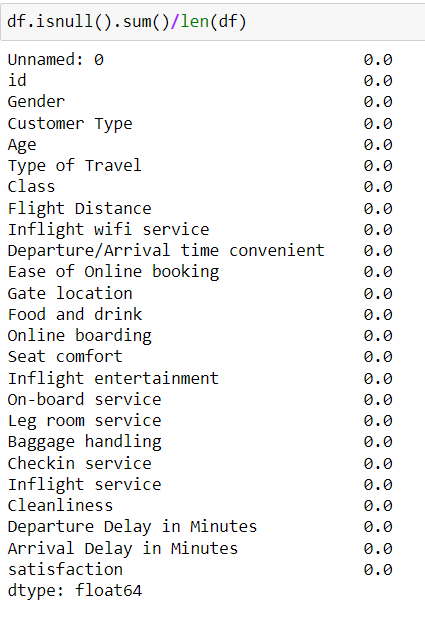 df.isnull().sum()/len(df)
Unnamed: 0 0.0
id 0.0
Gender 0.0
Customer Type 0.0
Age 0.0
Type of Travel 0.0
Class 0.0
Flight Distance 0.0
Inflight wifi service 0.0
Departure/Arrival time convenient 0.0
Ease of Online booking 0.0
Gate location 0.0
Food and drink 0.0
Online boarding 0.0
Seat comfort 0.0
Inflight entertainment 0.0
On-board service 0.0
Leg room service 0.0
Baggage handling 0.0
Checkin service 0.0
Inflight service 0.0
Cleanliness 0.0
Departure Delay in Minutes 0.0
Arrival Delay in Minutes 0.0
satisfaction 0.0
dtype: float64